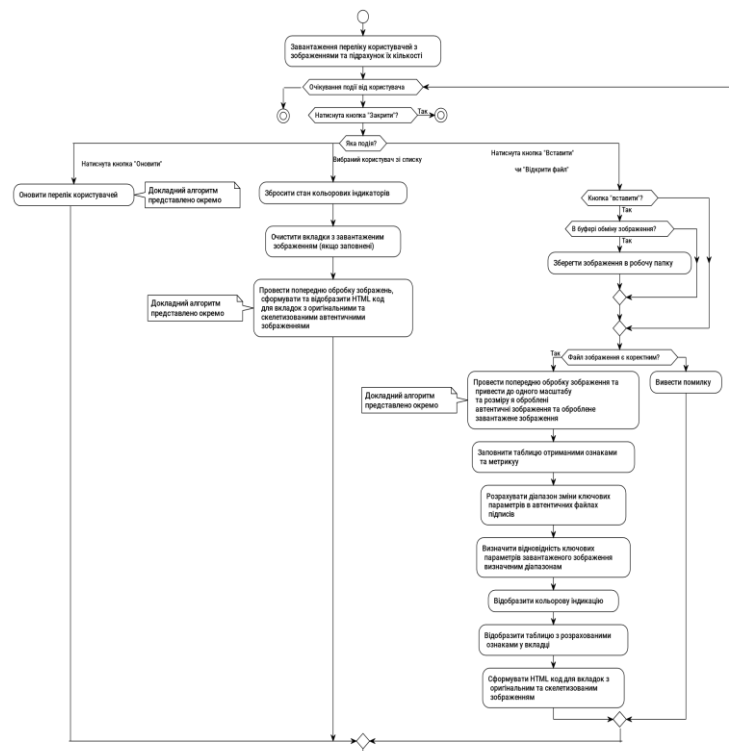 Завантаження переліку користувачей з
зображеннями та підрахунок їх кількості
Очікування події від користувача
Натиснута кнопка "Закрити"?
Так
Яка подія?
Натиснута кнопка "Оновити"
Вибраний користувач зі списку
Натиснута кнопка "Вставити"
чи "Відкрити файл"
Оновити перелік користувачей
Докладний алгоритм
представлено окремо
Збросити стан кольорових індикаторів
Очистити вкладки з завантаженим
зображенням (якщо заповнені)
Докладний алгоритм
представлено окремо
Провести попередню обробку зображень,
сформувати та відобразити HTML код
для вкладок з оригінальними та
скелетизованими автентичними
зображеннями
Кнопка "вставити"?
Так
В буфері обміну зображення?
Так
Зберегти зображення в робочу папку
Файл зображення є коректним?
Так
Вивести помилку
Докладний алгоритм
представлено окремо
Провести попередню обробку зображення та
привести до одного масштабу
та розміру я оброблені
автентичні зображення та оброблене
завантажене зображення
Заповнити таблицю отриманими ознаками
та метрикуу
Розрахувати діапазон зміни ключових
параметрів в автентичних файлах
підписів
Визначити відповідність ключових
параметрів завантаженого зображення
визначеним діапазонам
Відобразити кольорову індикацію
Відобразити таблицю з розрахованими
ознаками у вкладці
Сформувати HTML код для вкладок з
оригінальним та скелетизованим
зображенням